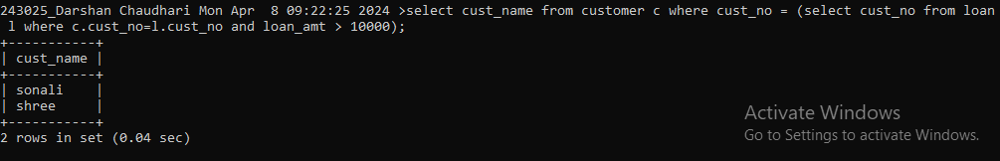 243025_Darshan Chaudhari Mon Apr  8 09:22:25 2024 >select cust_name from customer c where cust_no = (select cust_no from loan
 l where c.cust_no=l.cust_no and loan_amt > 10000);
+-----------+
| cust_name |
+-----------+
| sonali    |
| shree     |
+-----------+
2 rows in set (0.04 sec)
Activate Windows
Go to Settings to activate Windows.